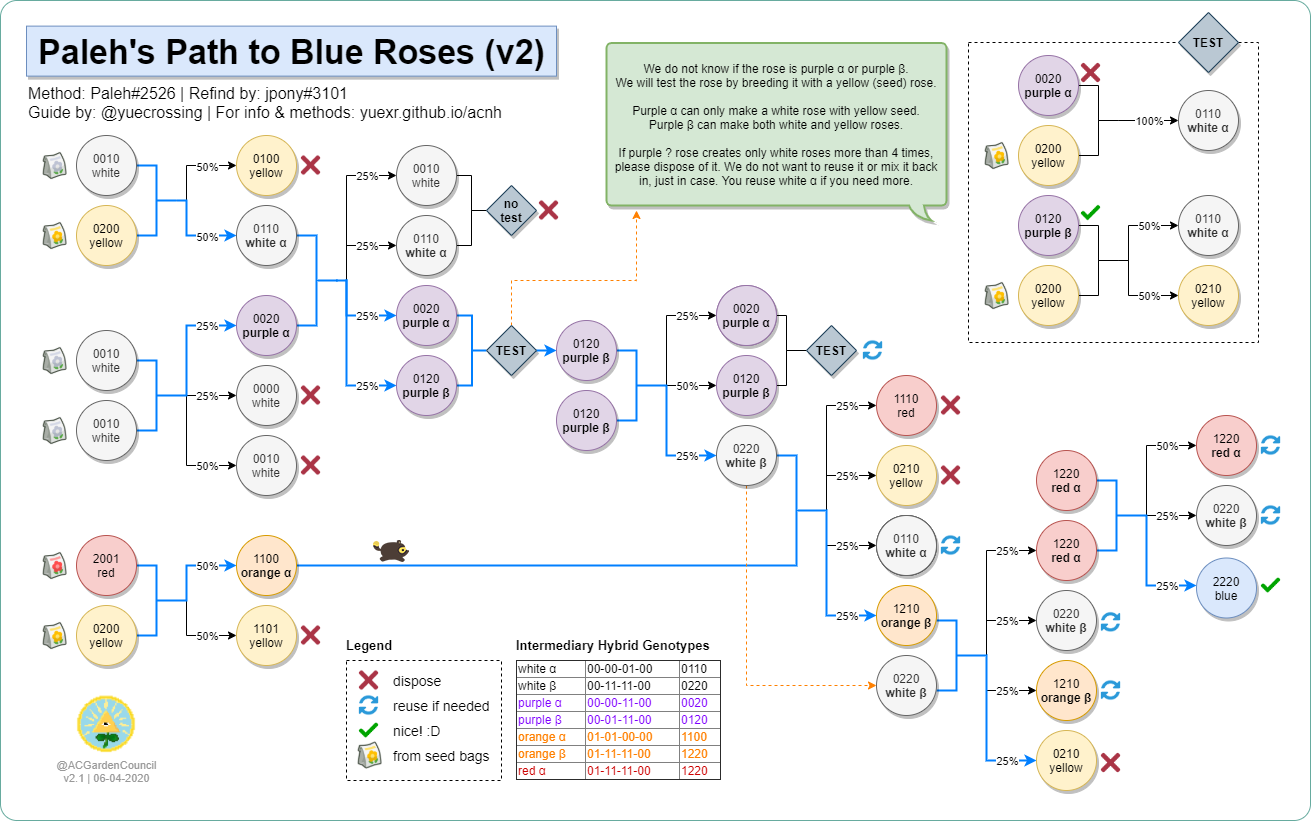 Paleh's Path to Blue Roses (v2)
Method: Paleh#2526 | Refind by: jpony#3101
Guide by: @yuecrossing | For info & methods: yuexr.github.io/acnh
We do not know if the rose is purple α or purple β.
We will test the rose by breeding it with a yellow (seed) rose.
Purple α can only make a white rose with yellow seed.
Purple β can make both white and yellow roses.
If purple ? rose creates only white roses more than 4 times,
please dispose of it. We do not want to reuse it or mix it back
in, just in case. You reuse white α if you need more.
TEST
0020
purple α
0200
yellow
100%
0110
white α
0120
purple β
0200
yellow
50%
0110
white α
50%
0210
yellow
0010
white
0200
yellow
50%
0100
yellow
50%
0110
white α
0010
white
0010
white
25%
0020
purple α
25%
0000
white
50%
0010
white
25%
0010
white
25%
0110
white α
no
test
25%
0020
purple α
25%
0120
purple β
TEST
0120
purple β
0120
purple β
25%
0020
purple α
50%
0120
purple β
TEST
25%
0220
white β
2001
red
0200
yellow
50%
1100
orange α
50%
1101
yellow
25%
1110
red
25%
0210
yellow
25%
0110
white α
25%
1210
orange β
0220
white β
1220
red α
25%
1220
red α
25%
0220
white β
25%
1210
orange β
25%
0210
yellow
50%
1220
red α
25%
0220
white β
25%
2220
blue
Legend
dispose
reuse if needed
nice! :D
from seed bags
Intermediary Hybrid Genotypes
white α 00-00-01-00 0110
white β 00-11-11-00 0220
purple α 00-00-11-00 0020
purple β 00-01-11-00 0120
orange α 01-01-00-00 1100
orange β 01-11-11-00 1220
red α 01-11-11-00 1220
@ACGardenCouncil
v2.1 | 06-04-2020